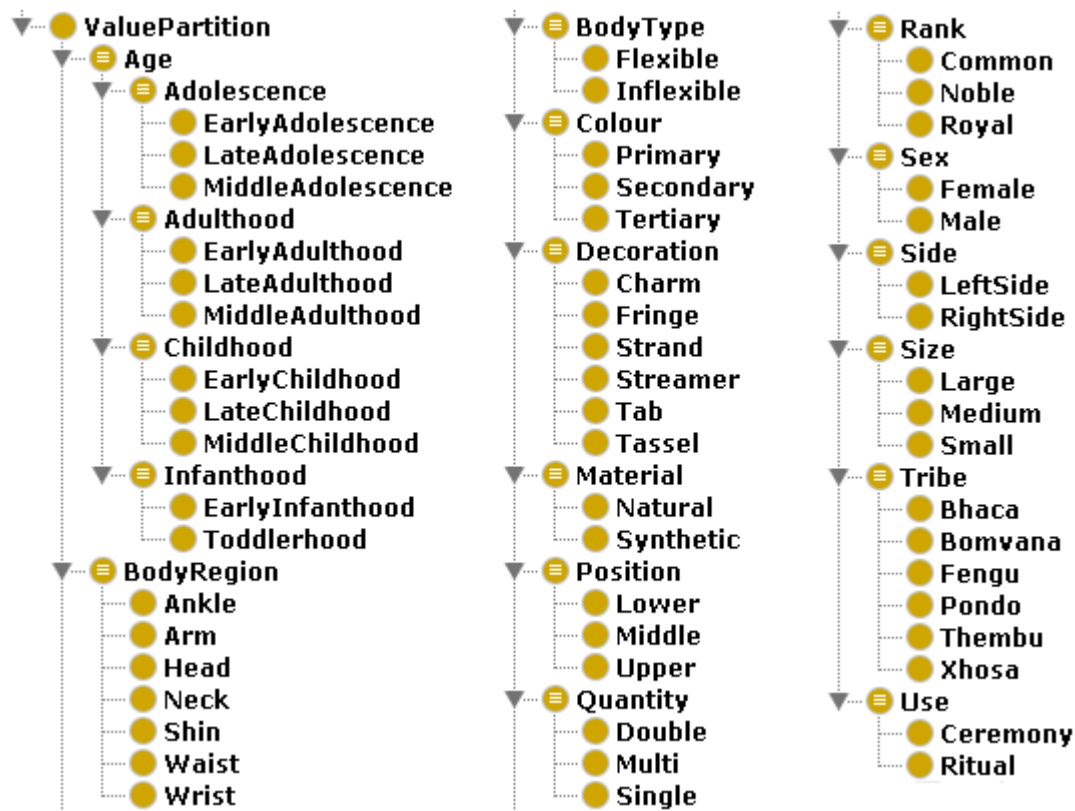 ValuePartition
Age
Adolescence
EarlyAdolescence
LateAdolescence
MiddleAdolescence
Adulthood
EarlyAdulthood
LateAdulthood
MiddleAdulthood
Childhood
EarlyChildhood
LateChildhood
MiddleChildhood
Infanthood
EarlyInfanthood
Toddlerhood
BodyRegion
Ankle
Arm
Head
Neck
Shin
Waist
Wrist
BodyType
Flexible
Inflexible
Colour
Primary
Secondary
Tertiary
Decoration
Charm
Fringe
Strand
Streamer
Tab
Tassel
Material
Natural
Synthetic
Position
Lower
Middle
Upper
Quantity
Double
Multi
Single
Rank
Common
Noble
Royal
Sex
Female
Male
Side
LeftSide
RightSide
Size
Large
Medium
Small
Tribe
Bhaca
Bomvana
Fengu
Pondo
Thembu
Xhosa
Use
Ceremony
Ritual